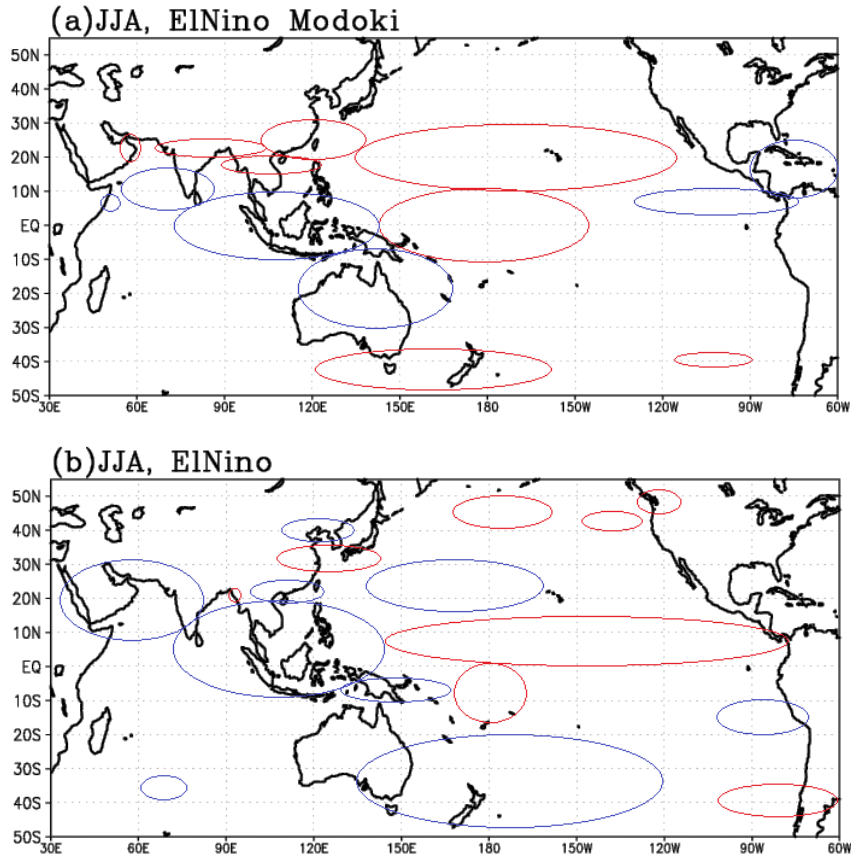 (a)JJA, ElNino Modoki
50N
40N
30N
20N
10N
EQ
10S
20S
30S
40S
50S
30E 60E 90E 120E 150E 180 150W 120W 90W 60W
(b)JJA, ElNino
50N
40N
30N
20N
10N
EQ
10S
20S
30S
40S
50S
30E 60E 90E 120E 150E 180 150W 120W 90W 60W